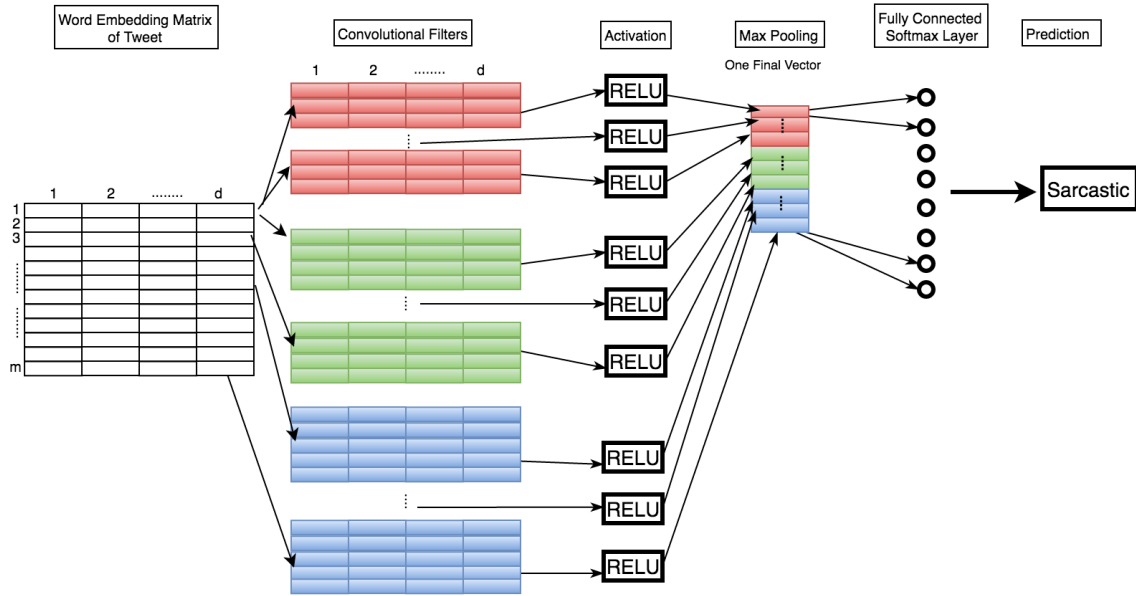 Word Embedding Matrix
of Tweet
Convolutional Filters
Activation
Max Pooling
Fully Connected
Softmax Layer
Prediction
One Final Vector
1 2 ........ d
1 2 ........ d
1
2
3
........
........
m
RELU
RELU
RELU
RELU
RELU
RELU
RELU
RELU
RELU
Sarcastic